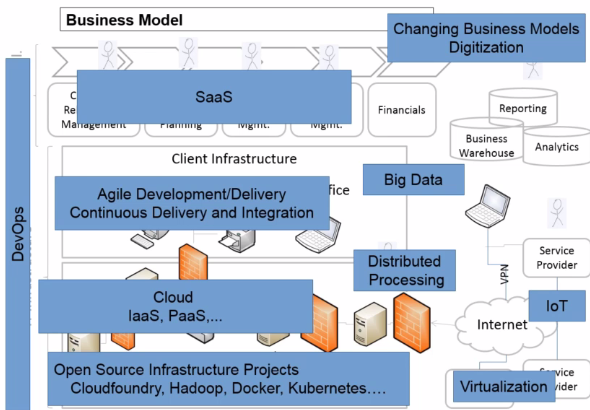 Business Model
Changing Business Models
Digitization
SaaS
Management
Planning
Mgmt.
Mgmt.
Financials
Reporting
Business
Warehouse
Analytics
Client Infrastructure
Big Data
Agile Development/Delivery
Continuous Delivery and Integration
DevOps
Distributed
Processing
Service
Provider
VPN
Cloud
IaaS, PaaS,...
IoT
Internet
Open Source Infrastructure Projects
Cloudfoundry, Hadoop, Docker, Kubernetes....
Virtualization